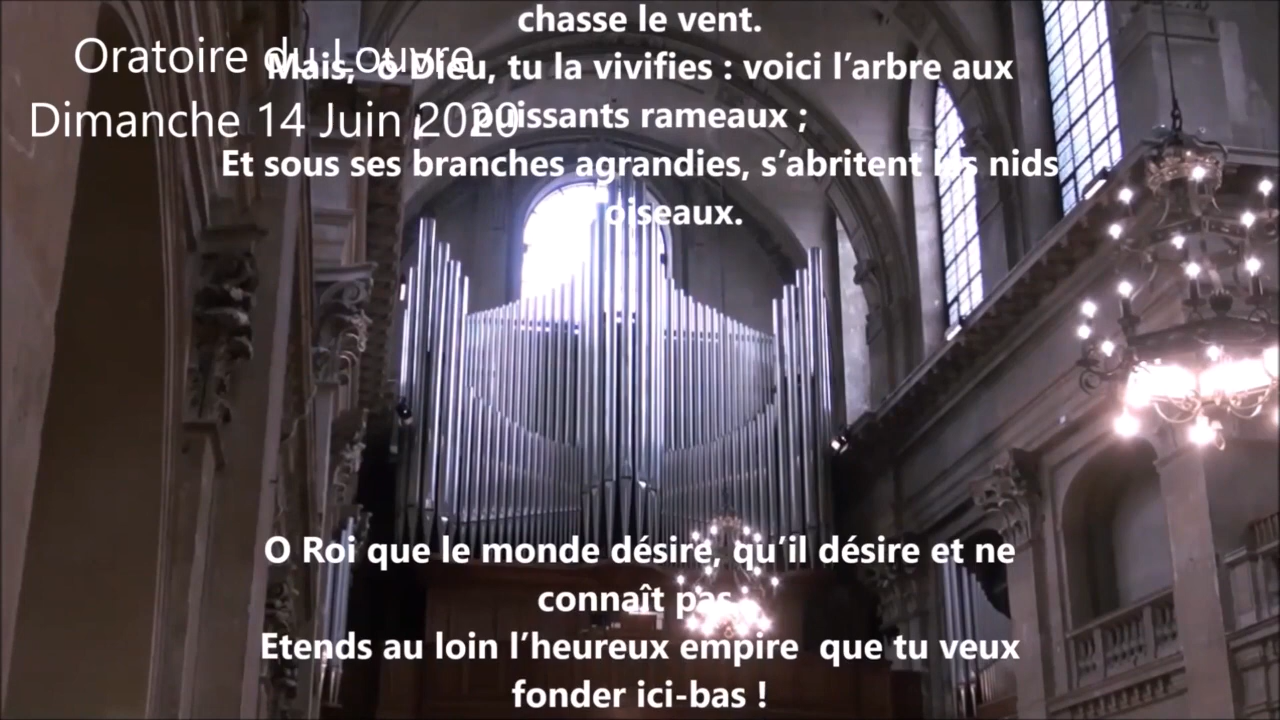 Oratoire du Louvre
Dimanche 14 Juin 2020
chasse le vent.
Mais, ô Dieu, tu la vivifies : voici l’arbre aux
puissants rameaux ;
Et sous ses branches agrandies, s’abritent les nids
oiseaux.
O Roi que le monde désire, qu’il désire et ne
connaît pas,
Etends au loin l’heureux empire  que tu veux
fonder ici-bas !